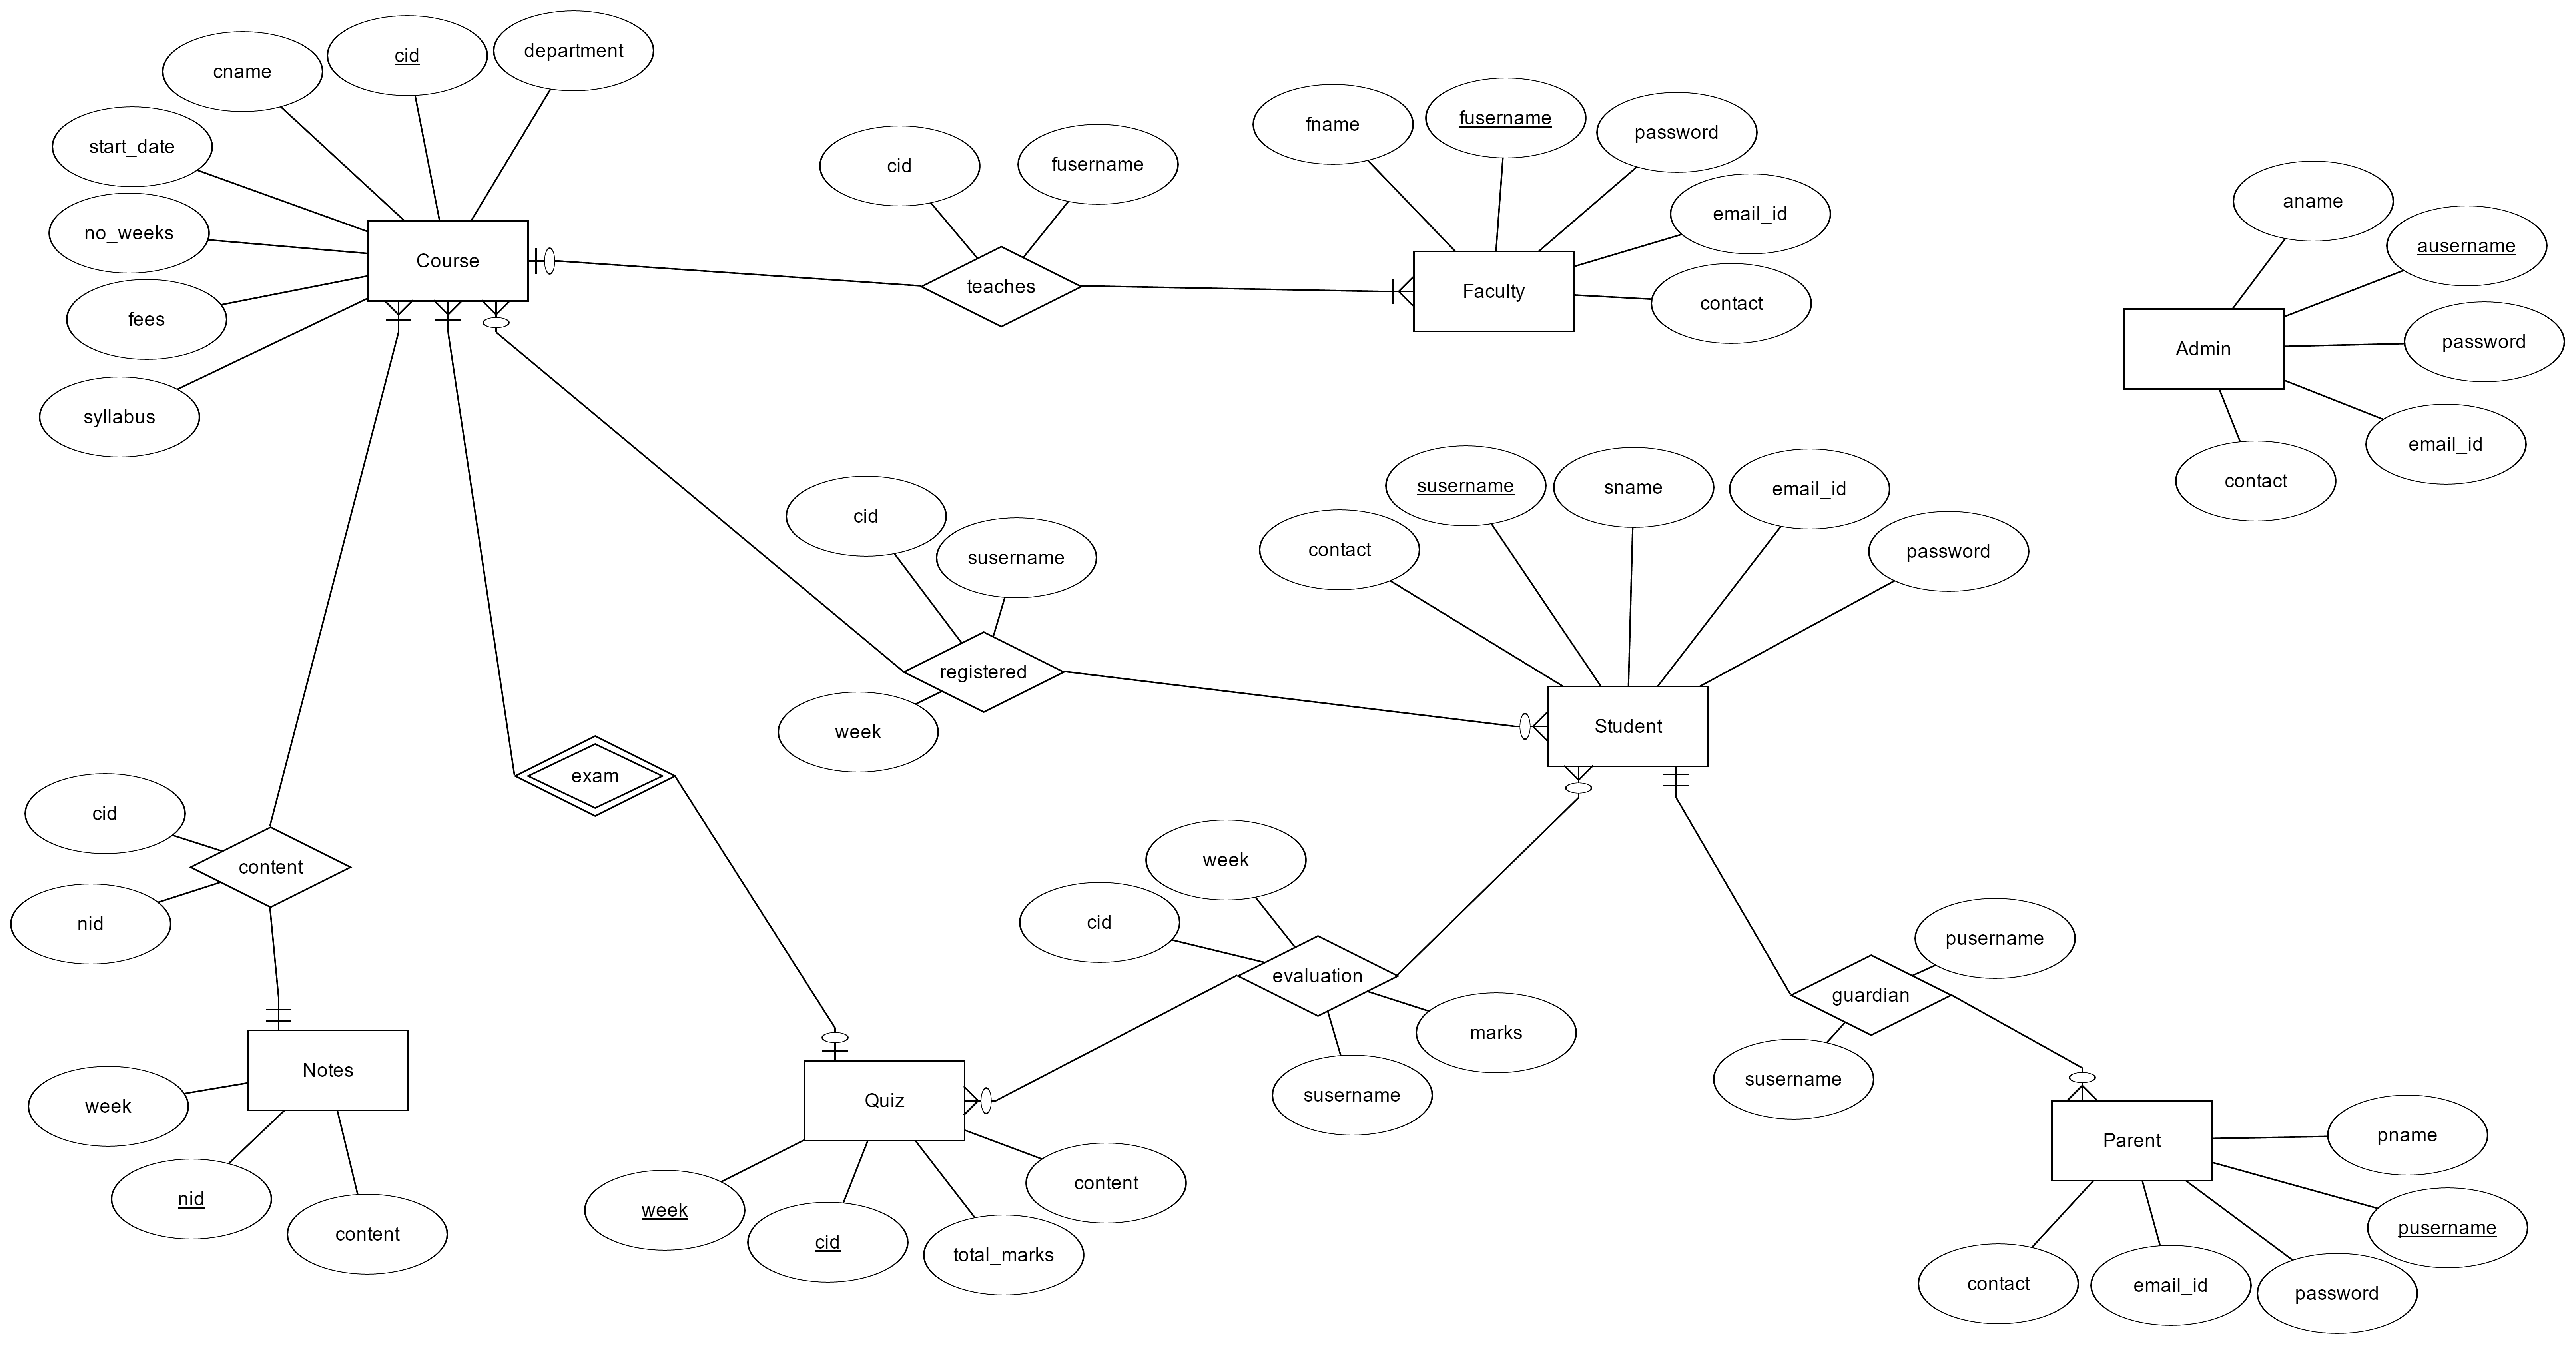 cname
cid
department
start_date
no_weeks
fees
syllabus
Course
cid
fusername
teaches
fname
fusername
password
email_id
contact
Faculty
aname
ausername
password
email_id
contact
Admin
cid
susername
registered
week
contact
susername
sname
email_id
password
Student
exam
cid
content
nid
Notes
week
nid
content
week
cid
evaluation
marks
susername
Quiz
week
cid
total_marks
content
pusername
guardian
susername
Parent
pname
pusername
contact
email_id
password